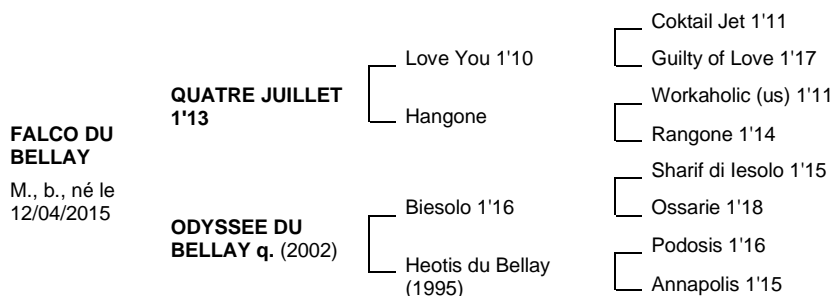 FALCO DU
BELLAY
M., b., né le
12/04/2015
QUATRE JUILLET
1'13
ODYSSEE DU
BELLAY q. (2002)
Love You 1'10
Hangone
Biesolo 1'16
Heotis du Bellay
(1995)
Coktail Jet 1'11
Guilty of Love 1'17
Workaholic (us) 1'11
Rangone 1'14
Sharif di Iesolo 1'15
Ossarie 1'18
Podosis 1'16
Annapolis 1'15